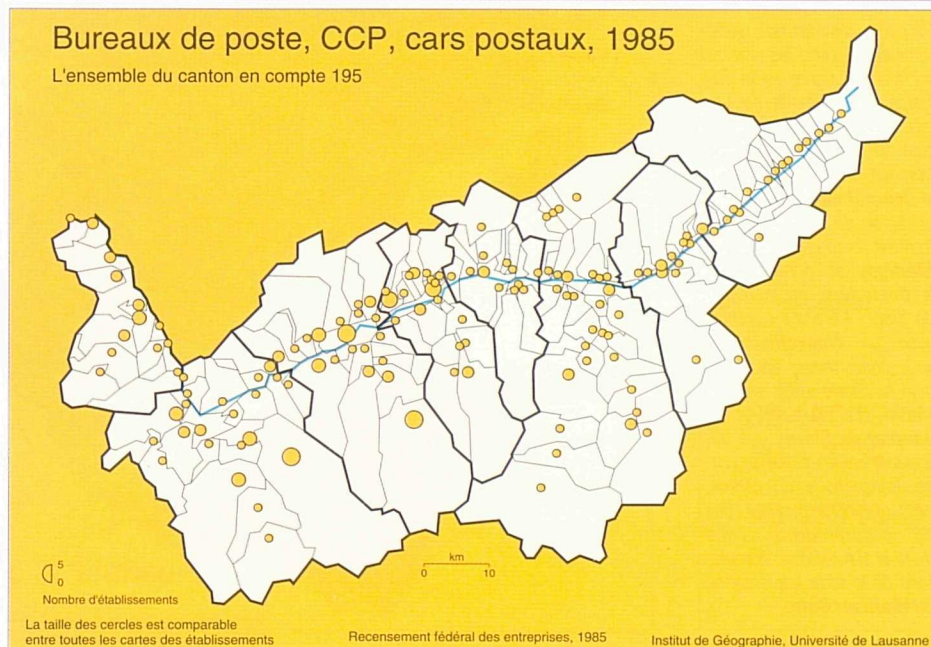 Bureaux de poste, CCP, cars postaux, 1985
L'ensemble du canton en compte 195
5
0
Nombre d'établissements
km
0 10
La taille des cercles est comparable
entre toutes les cartes des établissements
Recensement fédéral des entreprises, 1985
Institut de Géographie, Université de Lausanne